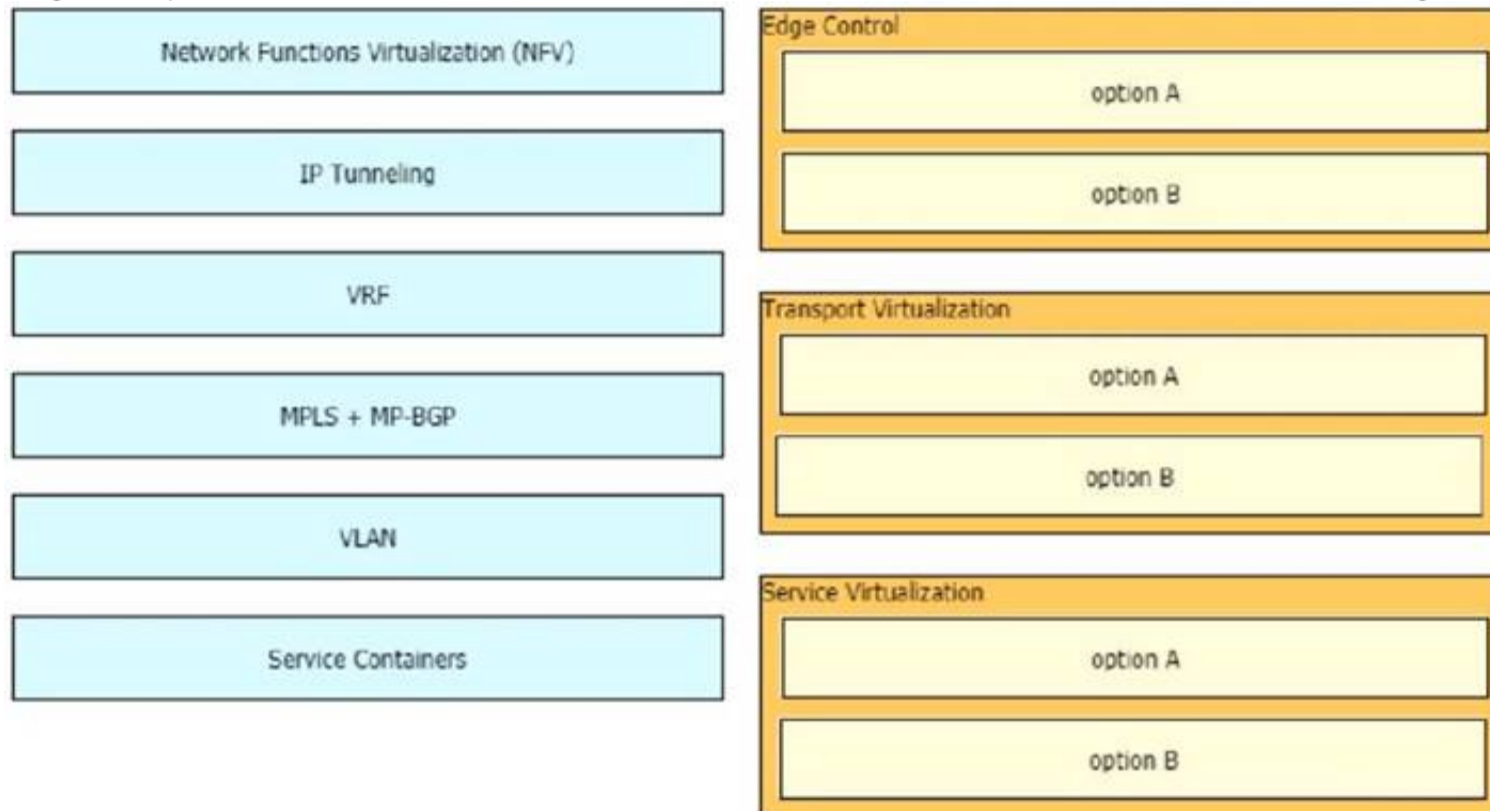 Network Functions Virtualization (NFV)
IP Tunneling
VRF
MPLS + MP-BGP
VLAN
Service Containers
Edge Control
option A
option B
Transport Virtualization
option A
option B
Service Virtualization
option A
option B